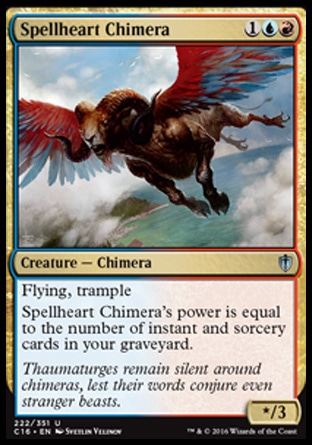 Spellheart Chimera 1
Creature — Chimera
Flying, trample
Spellheart Chimera's power is equal
to the number of instant and sorcery
cards in your graveyard.
Thaumaturges remain silent around
chimeras, lest their words conjure even
stranger beasts.
222/351 U
C16 • EN Svetlin Velinov
™ & © 2016 Wizards of the Coast
*/3